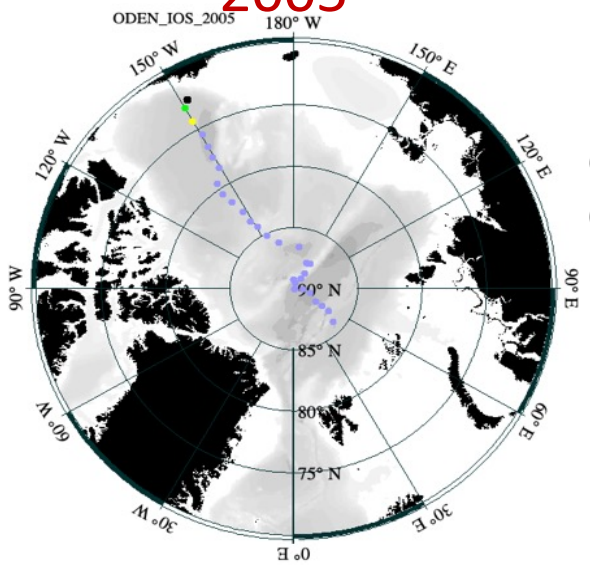 2005
ODEN_IOS_2005
180° W
150° W
150° E
120° W
120° E
90° W
90° N
90° E
85° N
60° W
80° N
60° E
75° N
30° W
30° E
0° E